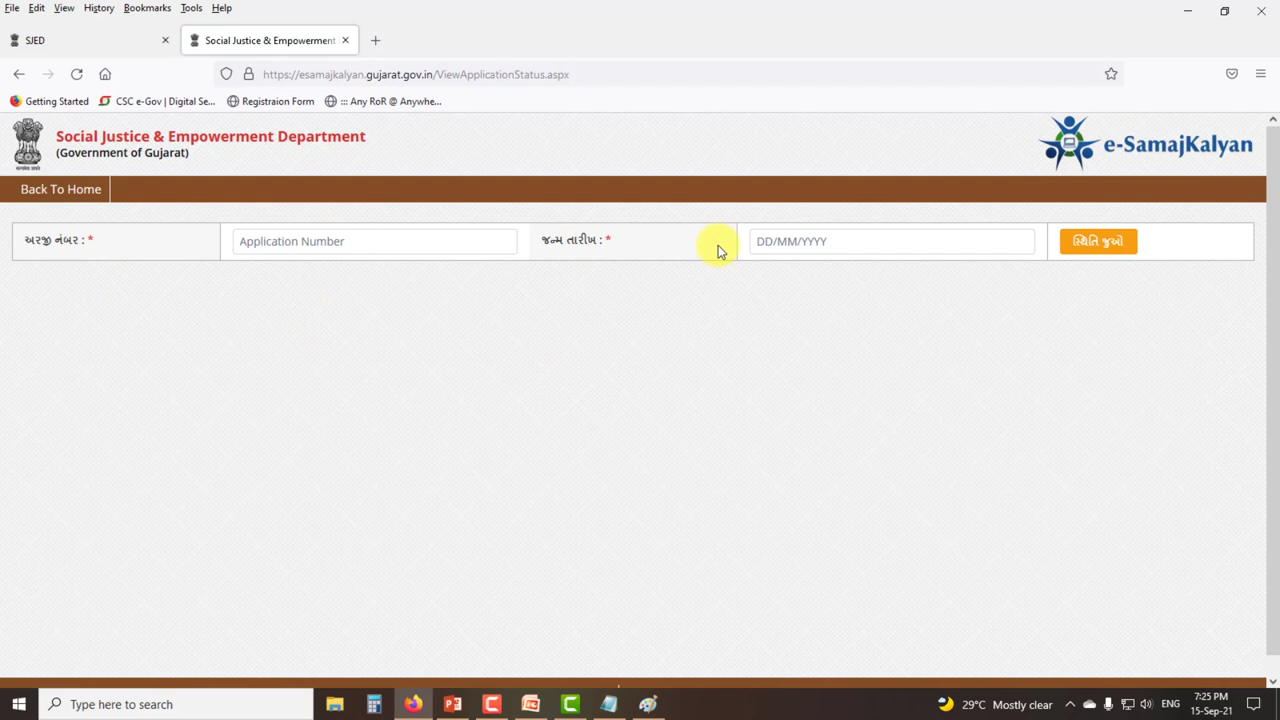 File Edit View History Bookmarks Tools Help
SJED
Social Justice & Empowerment
https://esamajkalyan.gujarat.gov.in/ViewApplicationStatus.aspx
Getting Started CSC e-Gov | Digital Se... Registraion Form ::: Any RoR @ Anywhe...
Social Justice & Empowerment Department
(Government of Gujarat)
e-SamajKalyan
Back To Home
અરજી નંબર : * Application Number જન્મ તારીખ : * DD/MM/YYYY સ્થિતિ જુઓ
Type here to search
29°C Mostly clear ENG
7:25 PM
15-Sep-21